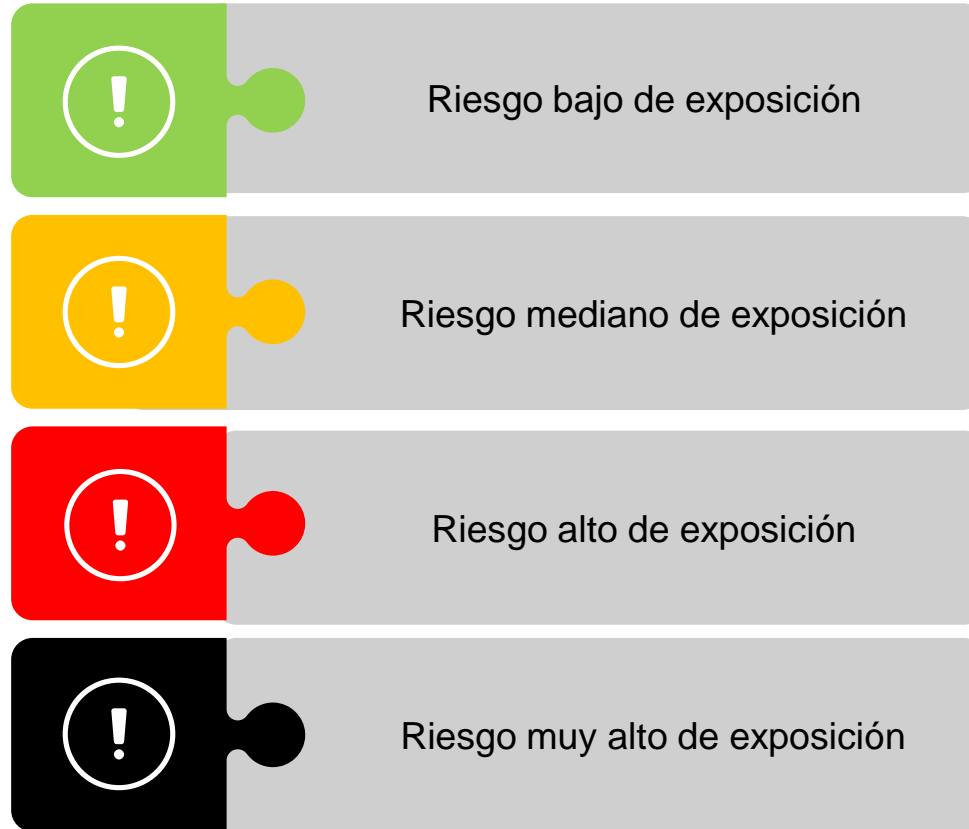 Riesgo bajo de exposición
Riesgo mediano de exposición
Riesgo alto de exposición
Riesgo muy alto de exposición